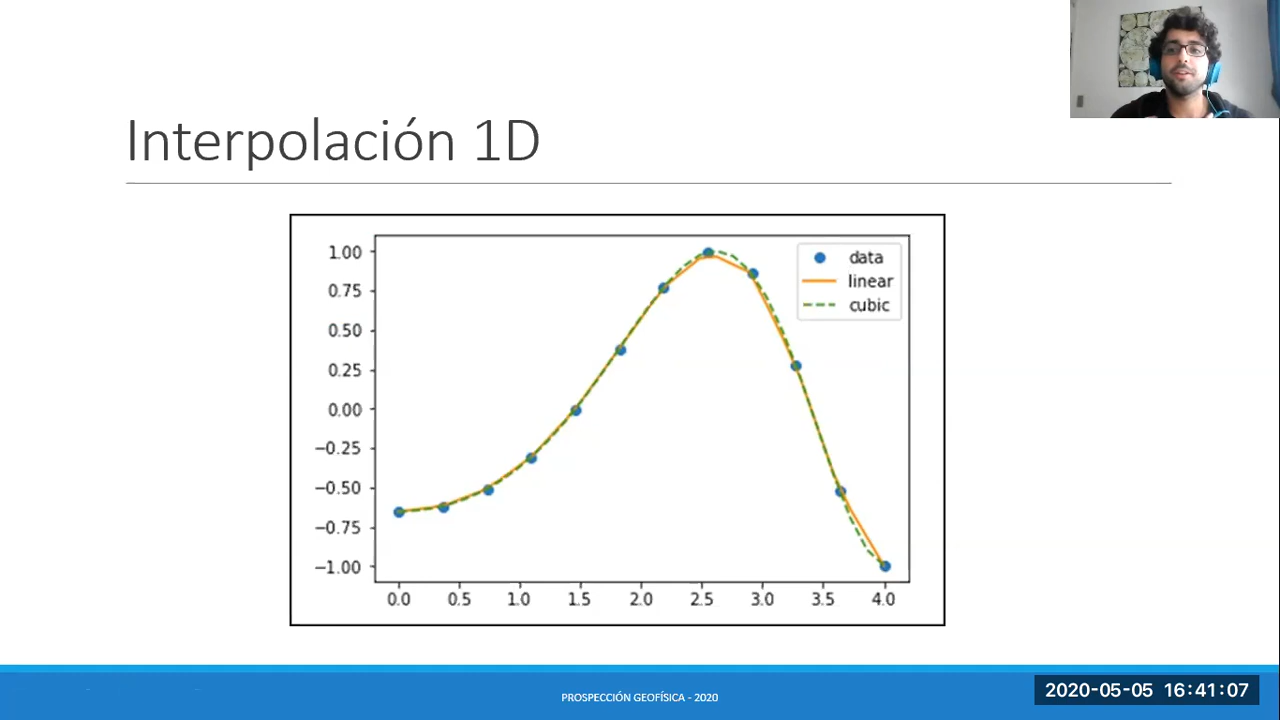 Interpolación 1D
1.00
0.75
0.50
0.25
0.00
−0.25
−0.50
−0.75
−1.00
0.0 0.5 1.0 1.5 2.0 2.5 3.0 3.5 4.0
data
linear
cubic
PROSPECCIÓN GEOFÍSICA - 2020
2020-05-05 16:41:07